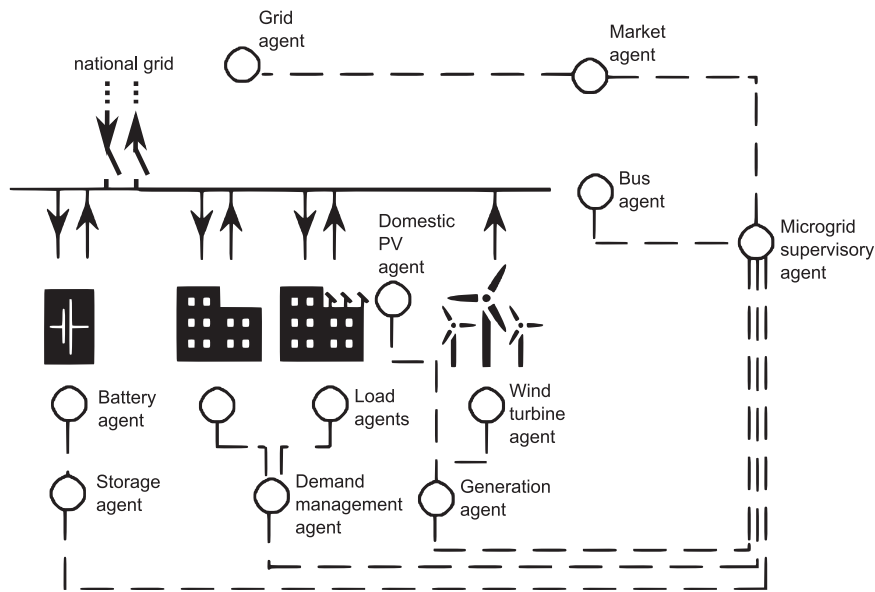 Grid
agent
Market
agent
national grid
Bus
agent
Domestic
PV
agent
Microgrid
supervisory
agent
Battery
agent
Load
agents
Wind
turbine
agent
Storage
agent
Demand
management
agent
Generation
agent